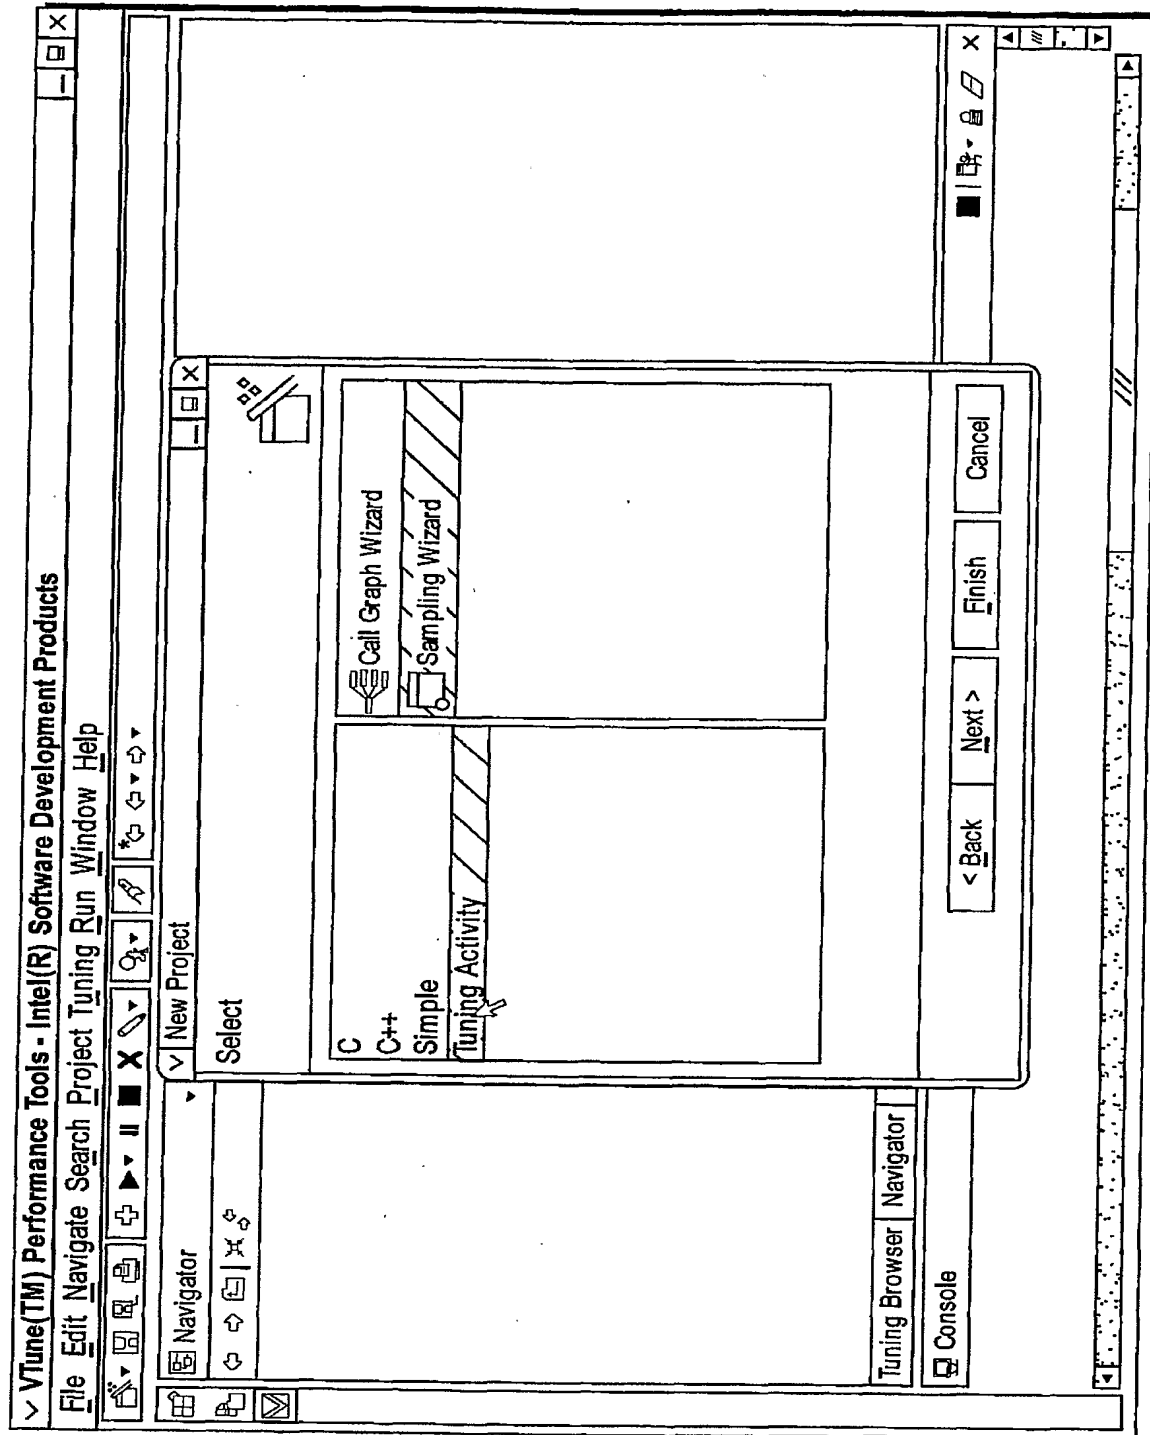 VTune(TM) Performance Tools - Intel(R) Software Development Products
File Edit Navigate Search Project Tuning Run Window Help
Navigator
New Project
Select
C
C++
Simple
Tuning Activity
Call Graph Wizard
Sampling Wizard
< Back
Next >
Finish
Cancel
Tuning Browser
Navigator
Console